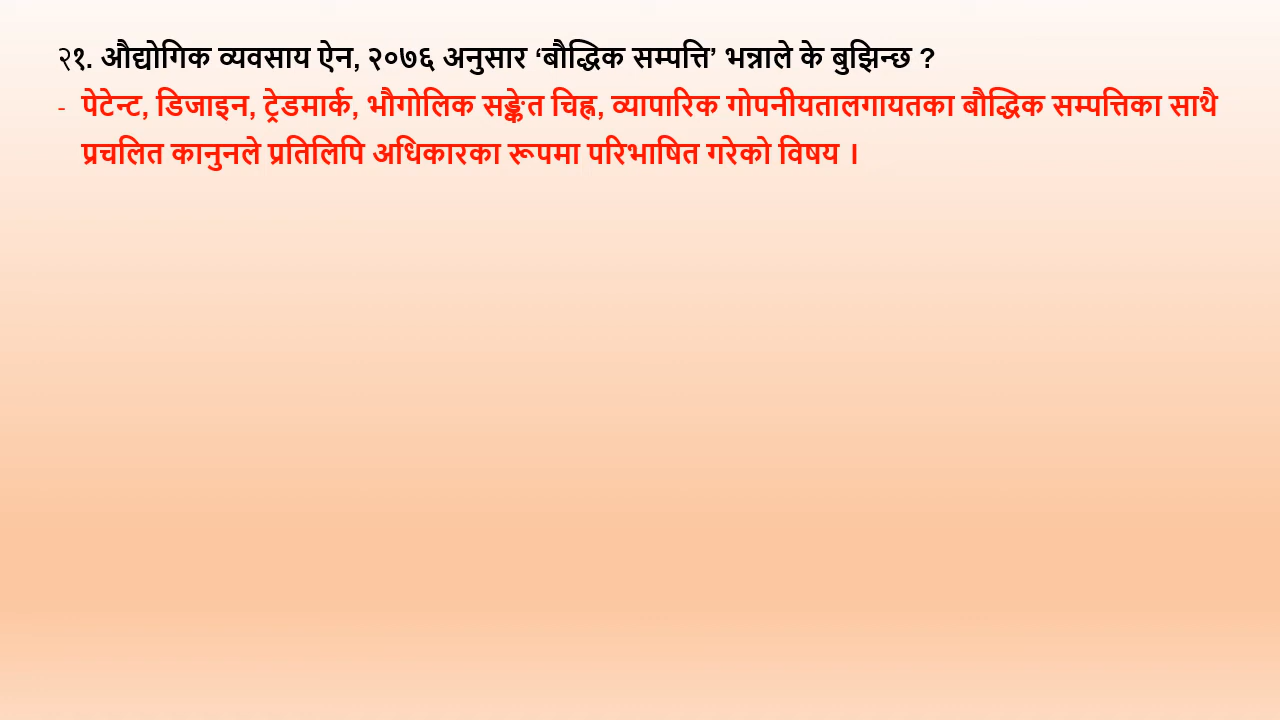 २१. औद्योगिक व्यवसाय ऐन, २०७६ अनुसार ‘बौद्धिक सम्पत्ति’ भन्नाले के बुझिन्छ ?
- पेटेन्ट, डिजाइन, ट्रेडमार्क, भौगोलिक सङ्केत चिह्न, व्यापारिक गोपनीयतालगायतका बौद्धिक सम्पत्तिका साथै
प्रचलित कानुनले प्रतिलिपि अधिकारका रूपमा परिभाषित गरेको विषय ।